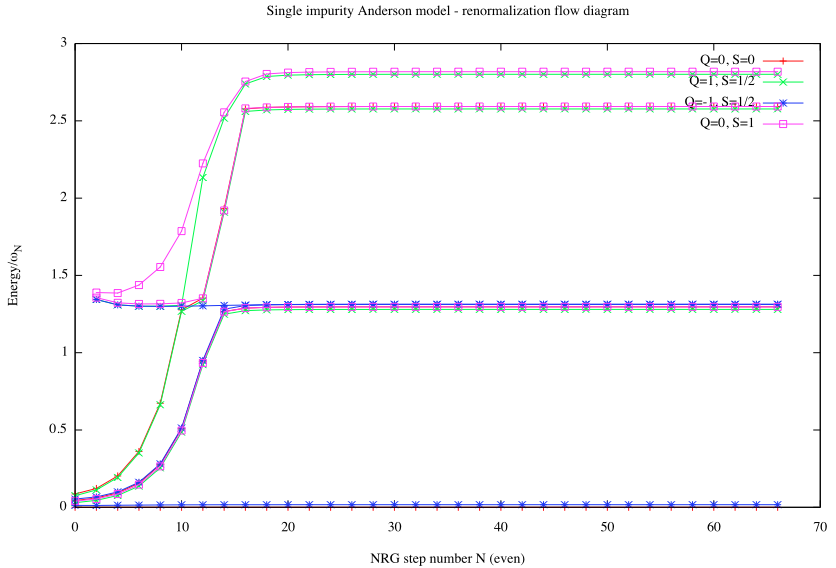 Single impurity Anderson model - renormalization flow diagram
3
2.5
2
1.5
1
0.5
0
0 10 20 30 40 50 60 70
Energy/ωN
NRG step number N (even)
Q=0, S=0
Q=1, S=1/2
Q=-1, S=1/2
Q=0, S=1